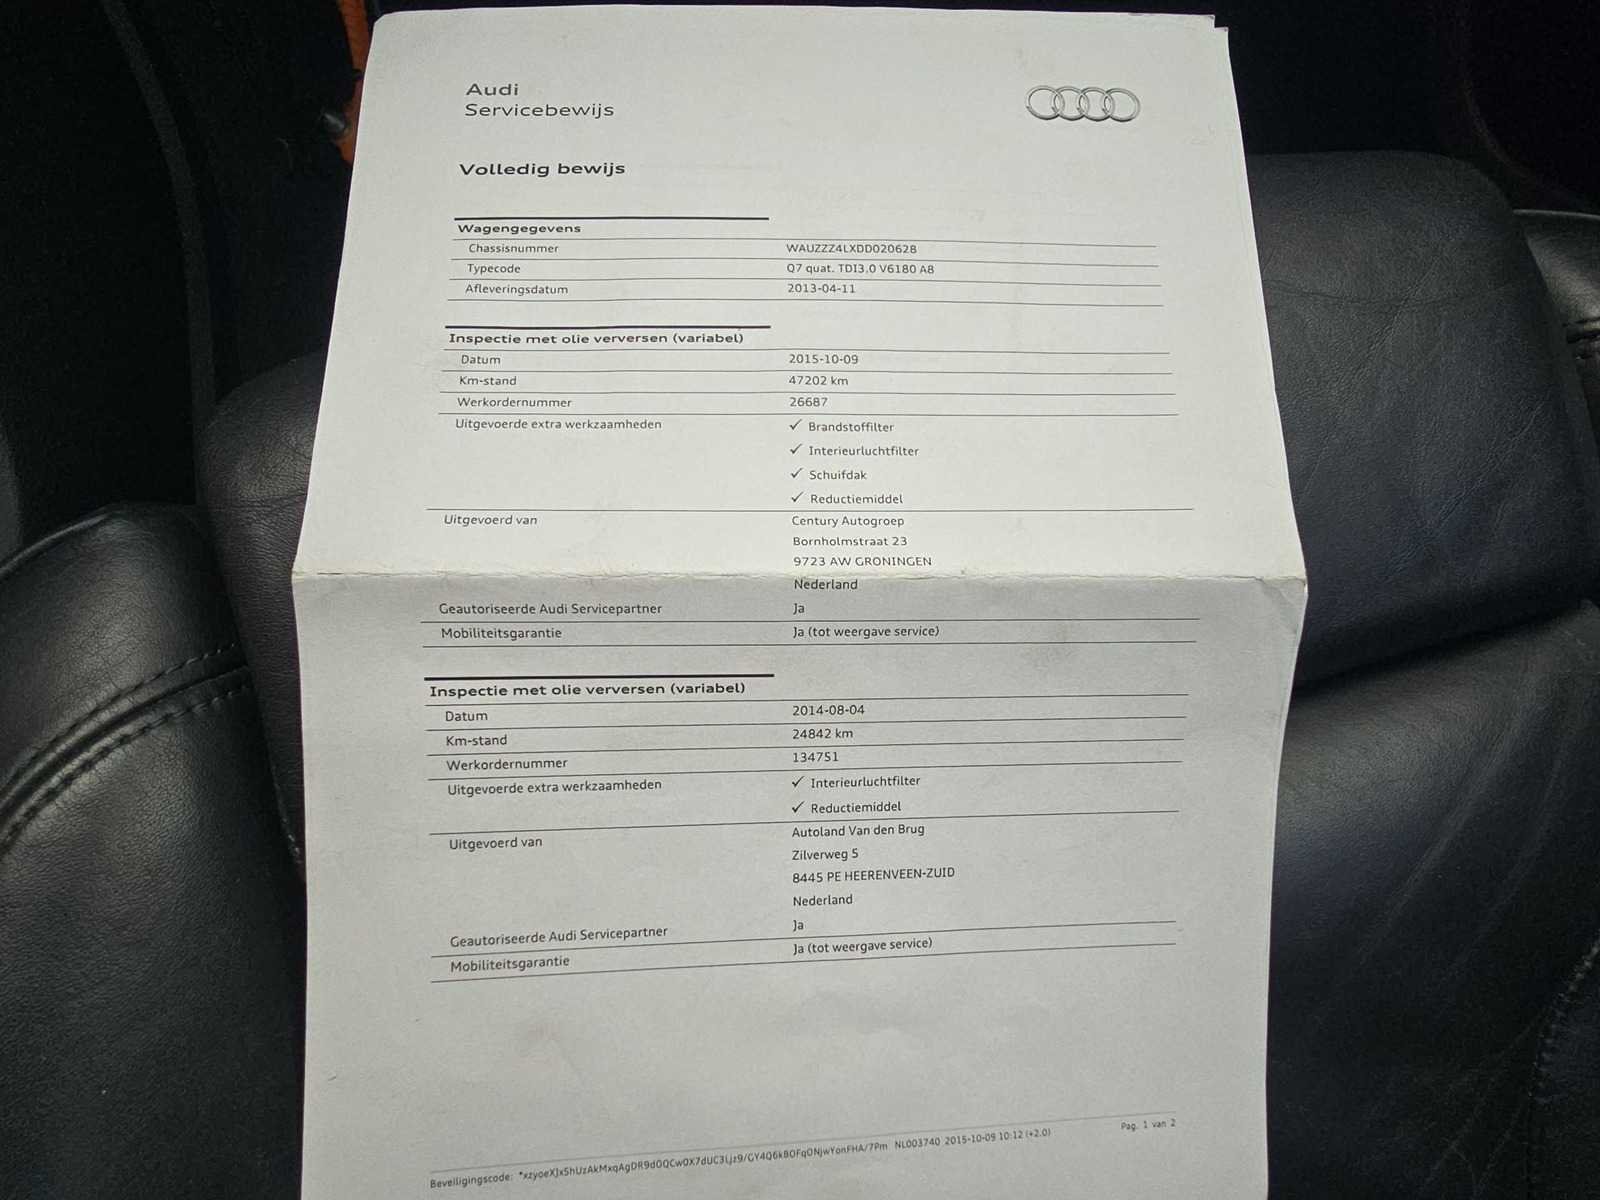 Audi
Servicebewijs
Volledig bewijs
Wagengegevens
Chassisnummer WAUZZZ4LXDD020628
Typecode Q7 quat. TDI3.0 V6180 A8
Afleveringsdatum 2013-04-11
Inspectie met olie verversen (variabel)
Datum 2015-10-09
Km-stand 47202 km
Werkordernummer 26687
Uitgevoerde extra werkzaamheden ✓ Brandstoffilter
✓ Interieurluchtfilter
✓ Schuifdak
✓ Reductiemiddel
Uitgevoerd van Century Autogroep
Bornholmstraat 23
9723 AW GRONINGEN
Nederland
Geautoriseerde Audi Servicepartner Ja
Mobiliteitsgarantie Ja (tot weergave service)
Inspectie met olie verversen (variabel)
Datum 2014-08-04
Km-stand 24842 km
Werkordernummer 134751
Uitgevoerde extra werkzaamheden ✓ Interieurluchtfilter
✓ Reductiemiddel
Uitgevoerd van Autoland Van den Brug
Zilverweg 5
8445 PE HEERENVEEN-ZUID
Nederland
Geautoriseerde Audi Servicepartner Ja
Mobiliteitsgarantie Ja (tot weergave service)
Pag. 1 van 2
Beveiligingscode: NL003740 2015-10-09 10:12 (+2.0)